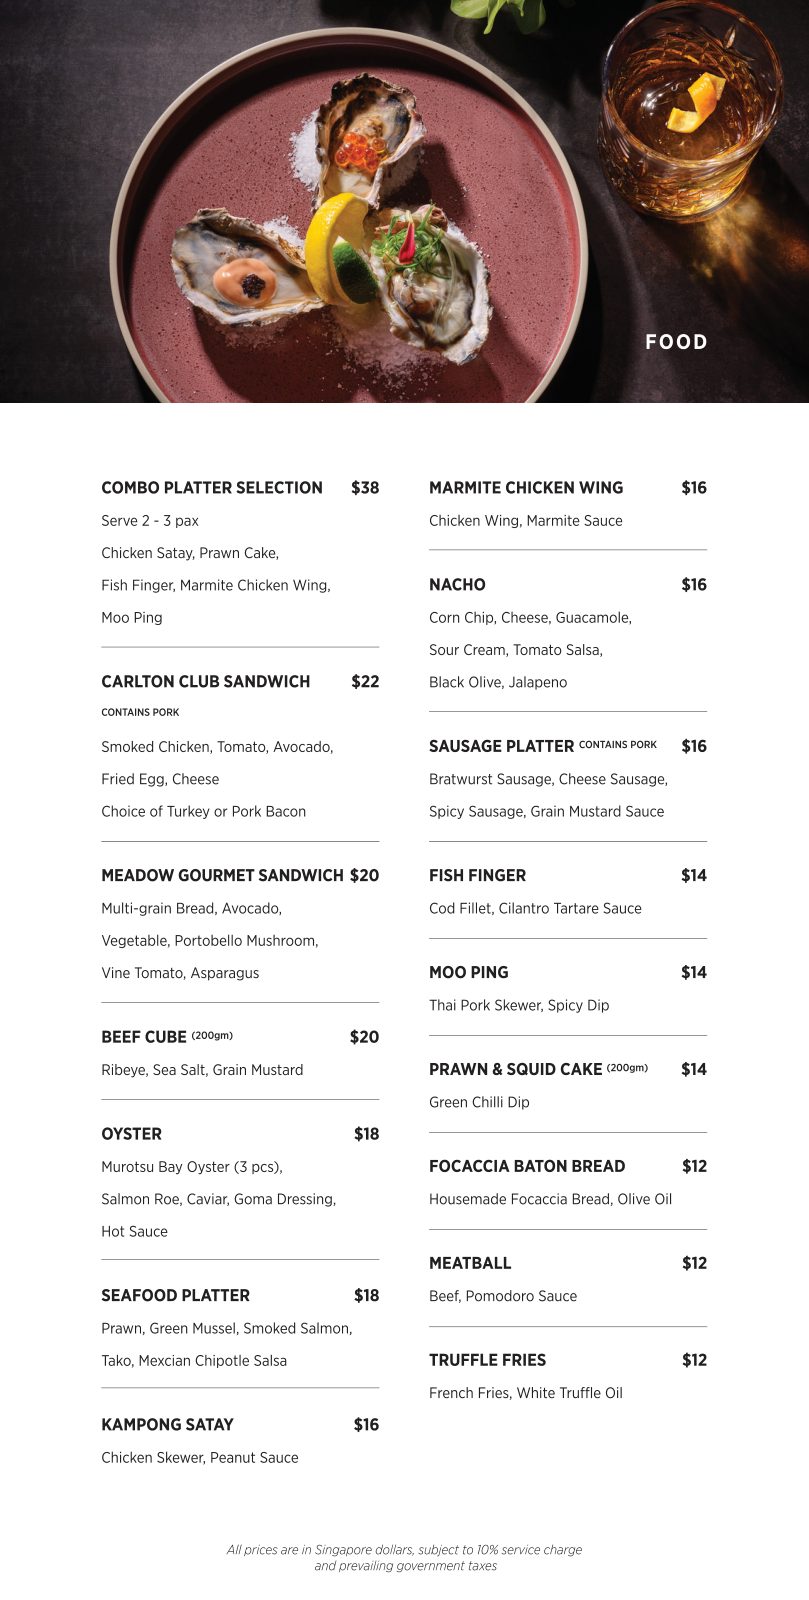 FOOD
COMBO PLATTER SELECTION $38
Serve 2 - 3 pax
Chicken Satay, Prawn Cake,
Fish Finger, Marmite Chicken Wing,
Moo Ping
CARLTON CLUB SANDWICH $22
CONTAINS PORK
Smoked Chicken, Tomato, Avocado,
Fried Egg, Cheese
Choice of Turkey or Pork Bacon
MEADOW GOURMET SANDWICH $20
Multi-grain Bread, Avocado,
Vegetable, Portobello Mushroom,
Vine Tomato, Asparagus
BEEF CUBE (200gm) $20
Ribeye, Sea Salt, Grain Mustard
OYSTER $18
Murotsu Bay Oyster (3 pcs),
Salmon Roe, Caviar, Goma Dressing,
Hot Sauce
SEAFOOD PLATTER $18
Prawn, Green Mussel, Smoked Salmon,
Tako, Mexcian Chipotle Salsa
KAMPONG SATAY $16
Chicken Skewer, Peanut Sauce
MARMITE CHICKEN WING $16
Chicken Wing, Marmite Sauce
NACHO $16
Corn Chip, Cheese, Guacamole,
Sour Cream, Tomato Salsa,
Black Olive, Jalapeno
SAUSAGE PLATTER CONTAINS PORK $16
Bratwurst Sausage, Cheese Sausage,
Spicy Sausage, Grain Mustard Sauce
FISH FINGER $14
Cod Fillet, Cilantro Tartare Sauce
MOO PING $14
Thai Pork Skewer, Spicy Dip
PRAWN & SQUID CAKE (200gm) $14
Green Chilli Dip
FOCACCIA BATON BREAD $12
Housemade Focaccia Bread, Olive Oil
MEATBALL $12
Beef, Pomodoro Sauce
TRUFFLE FRIES $12
French Fries, White Truffle Oil
All prices are in Singapore dollars, subject to 10% service charge
and prevailing government taxes